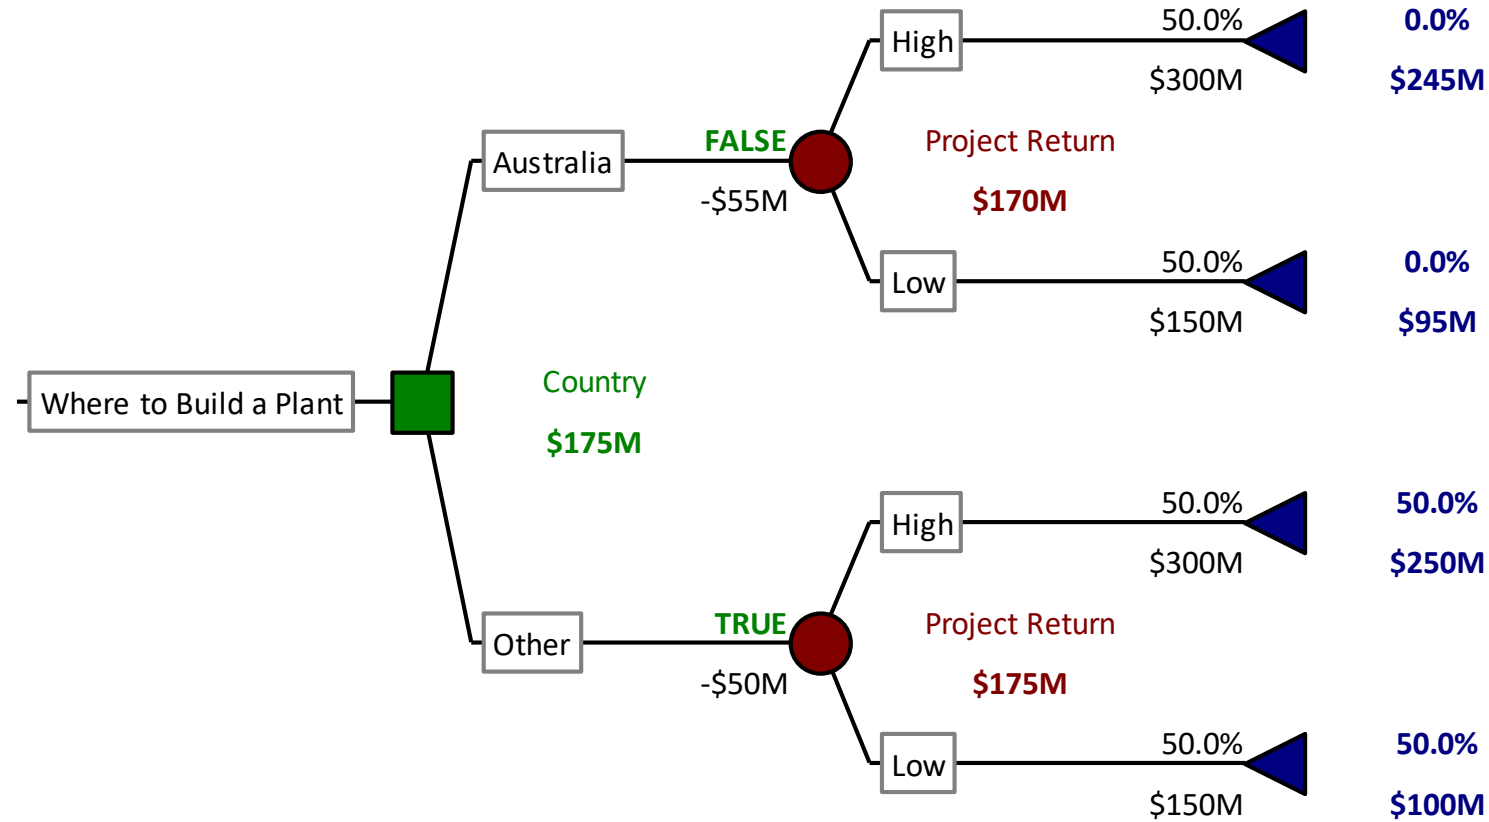 50.0% 0.0%
High
$300M $245M
FALSE Project Return
Australia
-$55M $170M
50.0% 0.0%
Low
$150M $95M
Country
Where to Build a Plant
$175M
50.0% 50.0%
High
$300M $250M
TRUE Project Return
Other
-$50M $175M
50.0% 50.0%
Low
$150M $100M